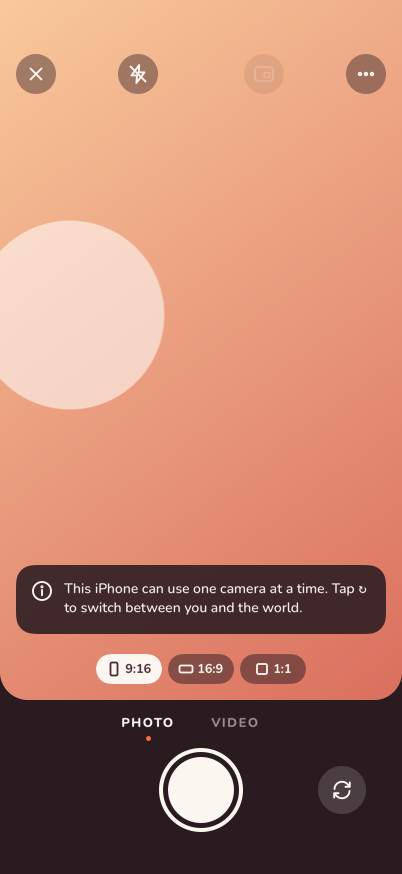 This iPhone can use one camera at a time. Tap ↻
to switch between you and the world.
9:16 16:9 1:1
PHOTO VIDEO